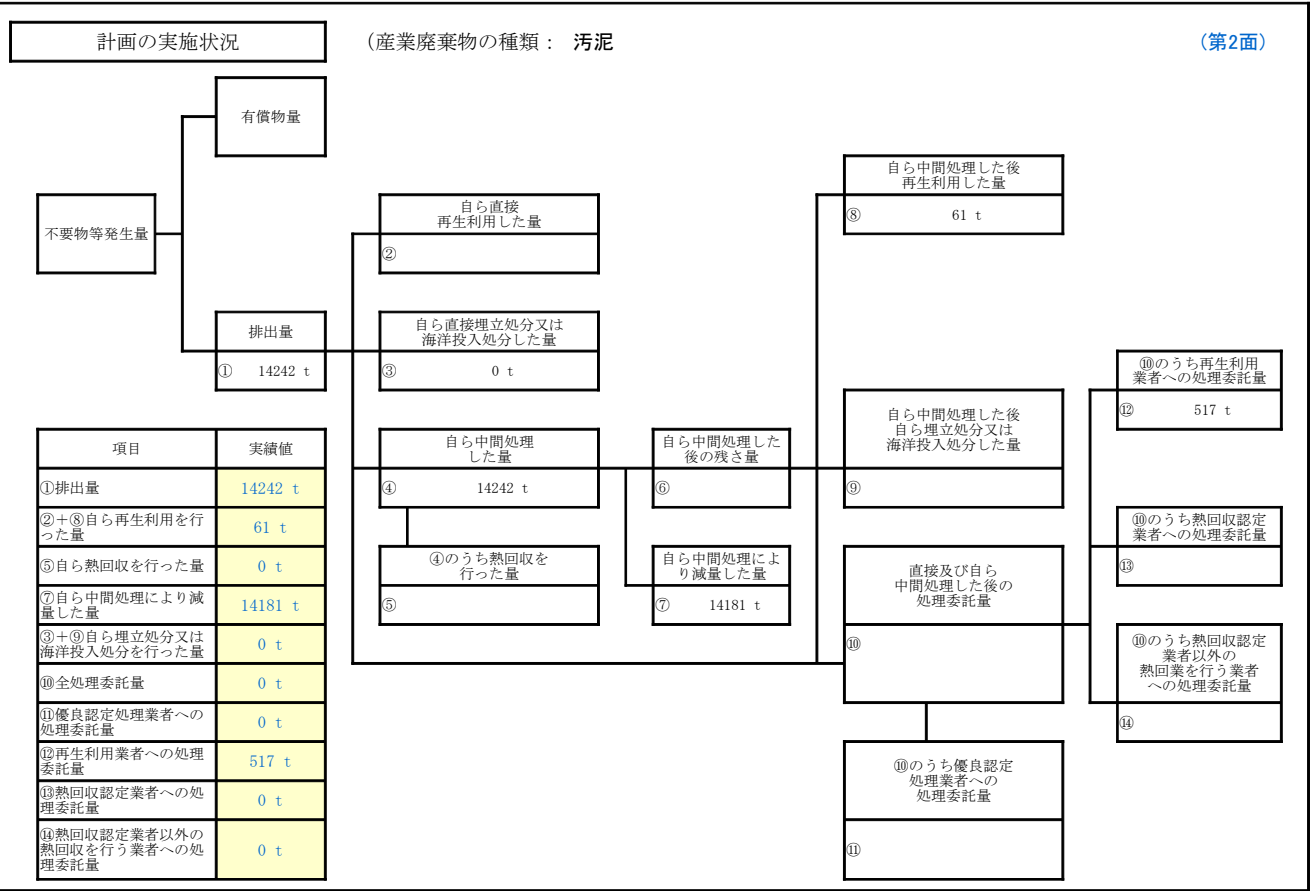 計画の実施状況
(産業廃棄物の種類： 汚泥
(第2面)
有償物量
不要物等発生量
排出量
① 14242 t
自ら直接
再生利用した量
②
自ら直接埋立処分又は
海洋投入処分した量
③ 0 t
自ら中間処理
した量
④ 14242 t
④のうち熱回収を
行った量
⑤
自ら中間処理した
後の残さ量
⑥
自ら中間処理によ
り減量した量
⑦ 14181 t
自ら中間処理した後
再生利用した量
⑧ 61 t
自ら中間処理した後
自ら埋立処分又は
海洋投入処分した量
⑨
直接及び自ら
中間処理した後の
処理委託量
⑩
⑩のうち優良認定
処理業者への
処理委託量
⑪
⑩のうち再生利用
業者への処理委託量
⑫ 517 t
⑩のうち熱回収認定
業者への処理委託量
⑬
⑩のうち熱回収認定
業者以外の
熱回業を行う業者
への処理委託量
⑭
項目 実績値
①排出量 14242 t
②＋⑧自ら再生利用を行
った量 61 t
⑤自ら熱回収を行った量 0 t
⑦自ら中間処理により減
量した量 14181 t
③＋⑨自ら埋立処分又は
海洋投入処分を行った量 0 t
⑩全処理委託量 0 t
⑪優良認定処理業者への
処理委託量 0 t
⑫再生利用業者への処理
委託量 517 t
⑬熱回収認定業者への処
理委託量 0 t
⑭熱回収認定業者以外の
熱回収を行う業者への処
理委託量 0 t